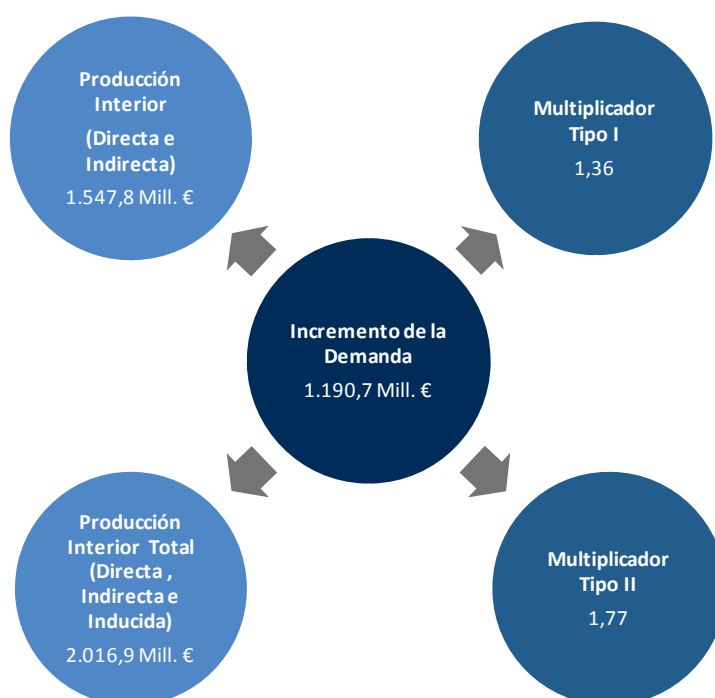 Producción
Interior
(Directa e
Indirecta)
1.547,8 Mill. €
Multiplicador
Tipo I
1,36
Incremento de la
Demanda
1.190,7 Mill. €
Producción
Interior Total
(Directa ,
Indirecta e
Inducida)
2.016,9 Mill. €
Multiplicador
Tipo II
1,77